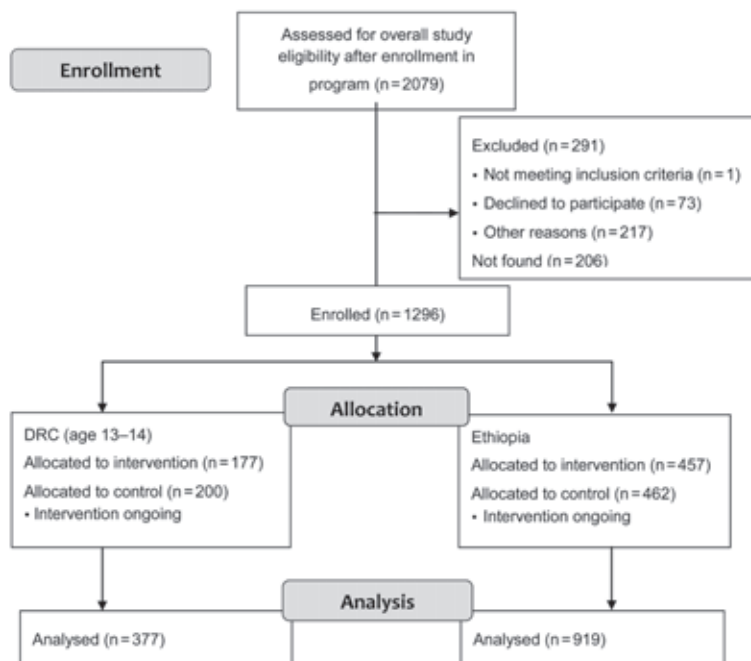 Assessed for overall study
eligibility after enrollment in
program (n=2079)
Enrollment
Excluded (n=291)
• Not meeting inclusion criteria (n=1)
• Declined to participate (n=73)
• Other reasons (n=217)
Not found (n=206)
Enrolled (n=1296)
Allocation
DRC (age 13–14)
Allocated to intervention (n=177)
Allocated to control (n=200)
• Intervention ongoing
Ethiopia
Allocated to intervention (n=457)
Allocated to control (n=462)
• Intervention ongoing
Analysis
Analysed (n=377)
Analysed (n=919)